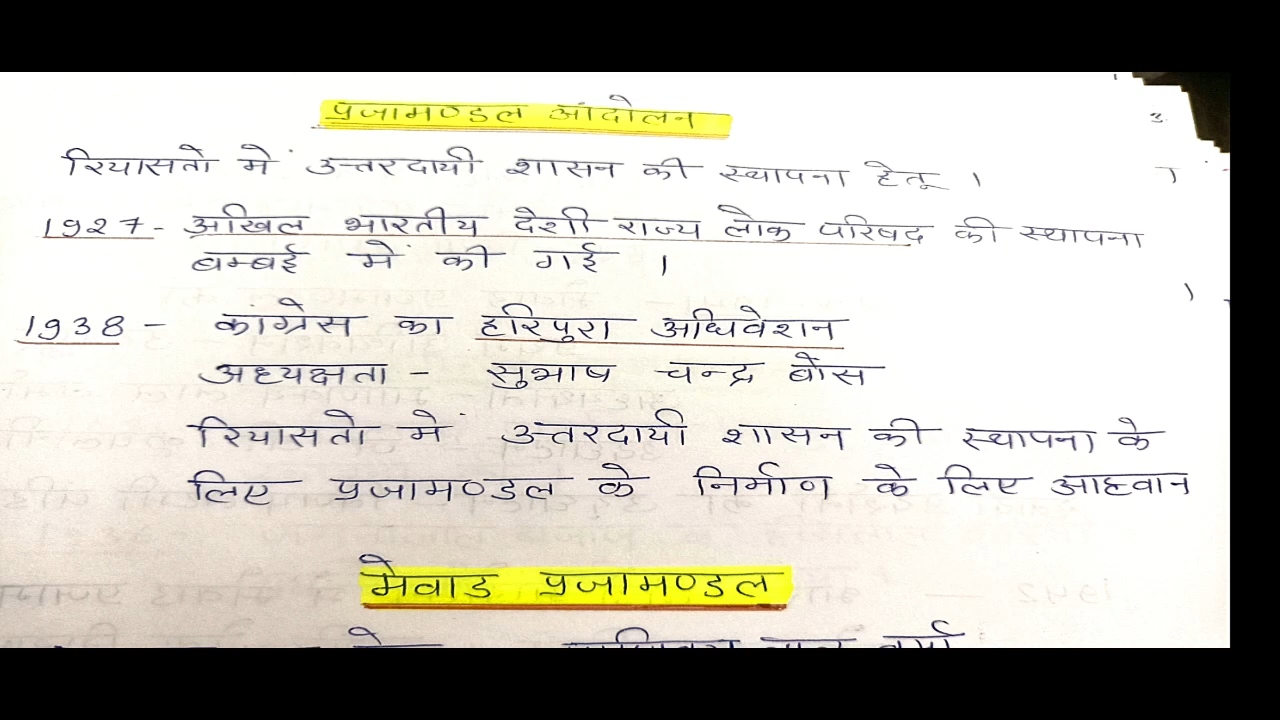 प्रजामण्डल आंदोलन
रियासतो में उत्तरदायी शासन की स्थापना हेतू ।
1927- अखिल भारतीय देशी राज्य लोक परिषद की स्थापना
बम्बई में की गई ।
1938 - कांग्रेस का हरिपुरा अधिवेशन
अध्यक्षता - सुभाष चन्द्र बोस
रियासतो में उत्तरदायी शासन की स्थापना के
लिए प्रजामण्डल के निर्माण के लिए आहवान
मेवाड प्रजामण्डल